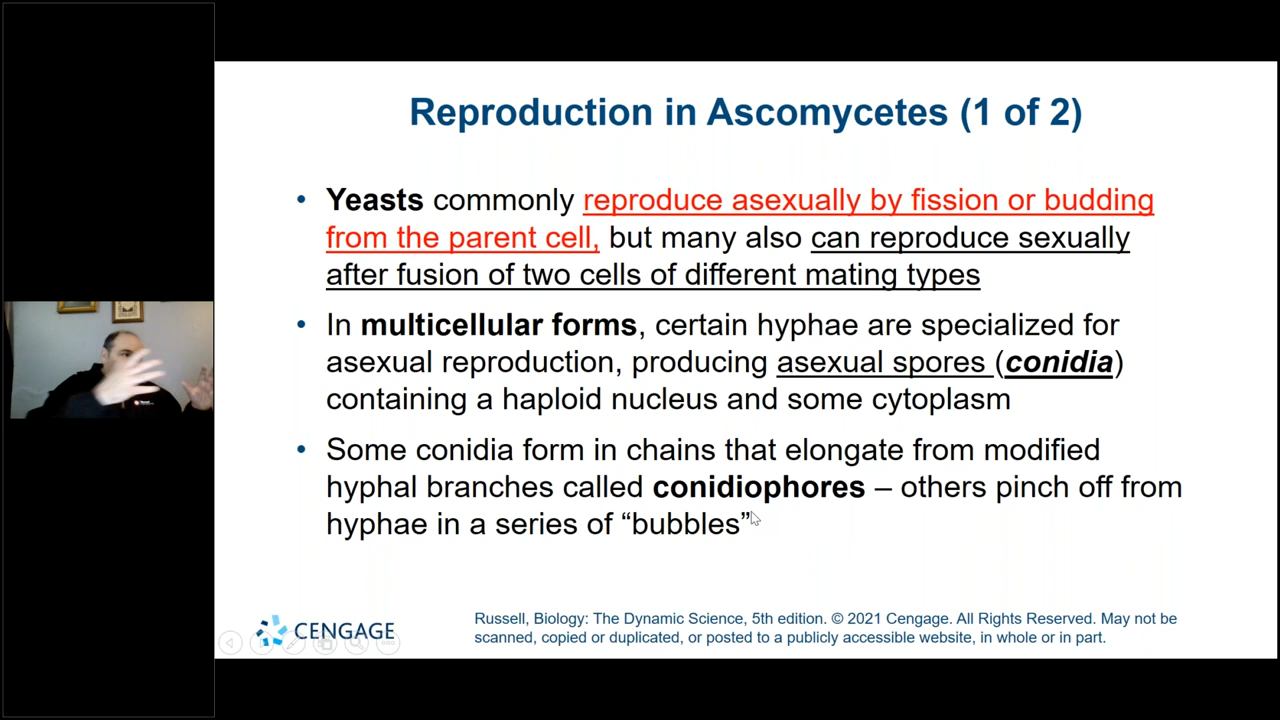 Reproduction in Ascomycetes (1 of 2)
• Yeasts commonly reproduce asexually by fission or budding
from the parent cell, but many also can reproduce sexually
after fusion of two cells of different mating types
• In multicellular forms, certain hyphae are specialized for
asexual reproduction, producing asexual spores (conidia)
containing a haploid nucleus and some cytoplasm
• Some conidia form in chains that elongate from modified
hyphal branches called conidiophores – others pinch off from
hyphae in a series of “bubbles”
CENGAGE
Russell, Biology: The Dynamic Science, 5th edition. © 2021 Cengage. All Rights Reserved. May not be
scanned, copied or duplicated, or posted to a publicly accessible website, in whole or in part.